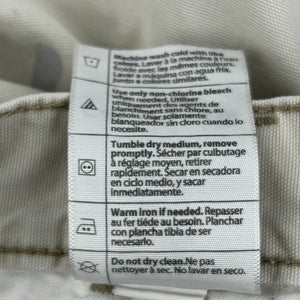 Machine wash cold with like
colors. Laver à la machine à l'eau
froide avec les mêmes couleurs.
Lavar a máquina con agua fría,
junto a colores similares.
Use only non-chlorine bleach
when needed. Utiliser
uniquement des agents de
blanchiment sans chlore, au
besoin. Usar solamente
blanqueador sin cloro cuando lo
necesite.
Tumble dry medium, remove
promptly. Sécher par culbutage
à réglage moyen, retirer
rapidement. Secar en secadora
en ciclo medio, y sacar
inmediatamente.
Warm iron if needed. Repasser
au fer tiède au besoin. Planchar
con plancha tibia de ser
necesario.
Do not dry clean. Ne pas
nettoyer à sec. No lavar en seco.